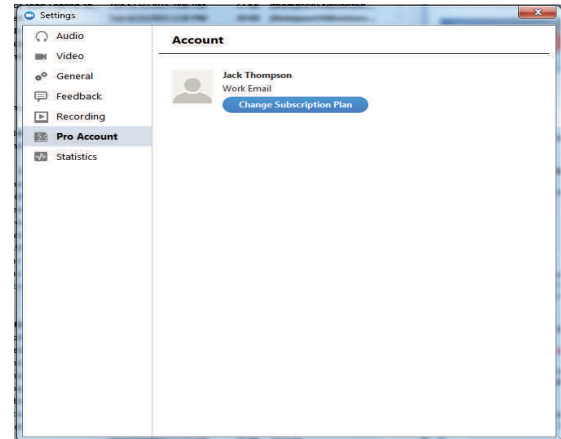 Settings
Audio
Video
General
Feedback
Recording
Pro Account
Statistics
Account
Jack Thompson
Work Email
Change Subscription Plan